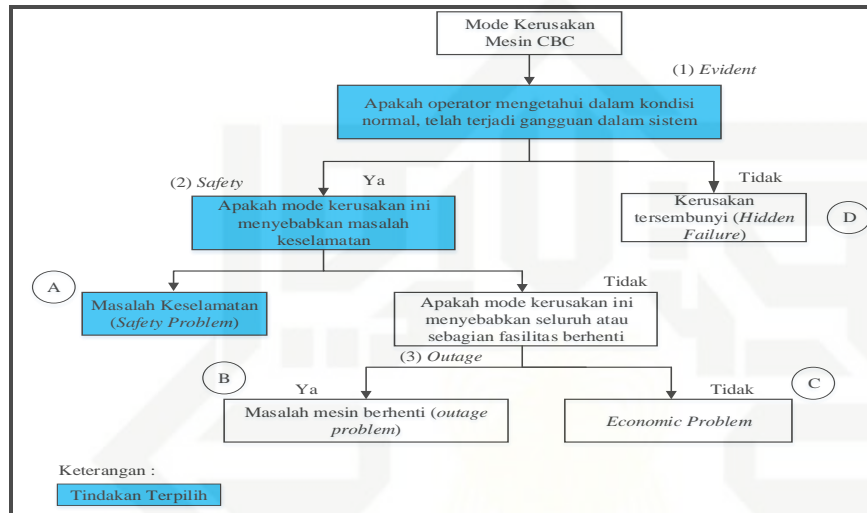 Mode Kerusakan
Mesin CBC
(1) Evident
Apakah operator mengetahui dalam kondisi
normal, telah terjadi gangguan dalam sistem
(2) Safety
Ya
Tidak
Apakah mode kerusakan ini
menyebabkan masalah
keselamatan
Kerusakan
tersembunyi (Hidden
Failure)
D
A
Masalah Keselamatan
(Safety Problem)
Tidak
Apakah mode kerusakan ini
menyebabkan seluruh atau
sebagian fasilitas berhenti
(3) Outage
B
Ya
Masalah mesin berhenti (outage
problem)
Tidak
C
Economic Problem
Keterangan :
Tindakan Terpilih